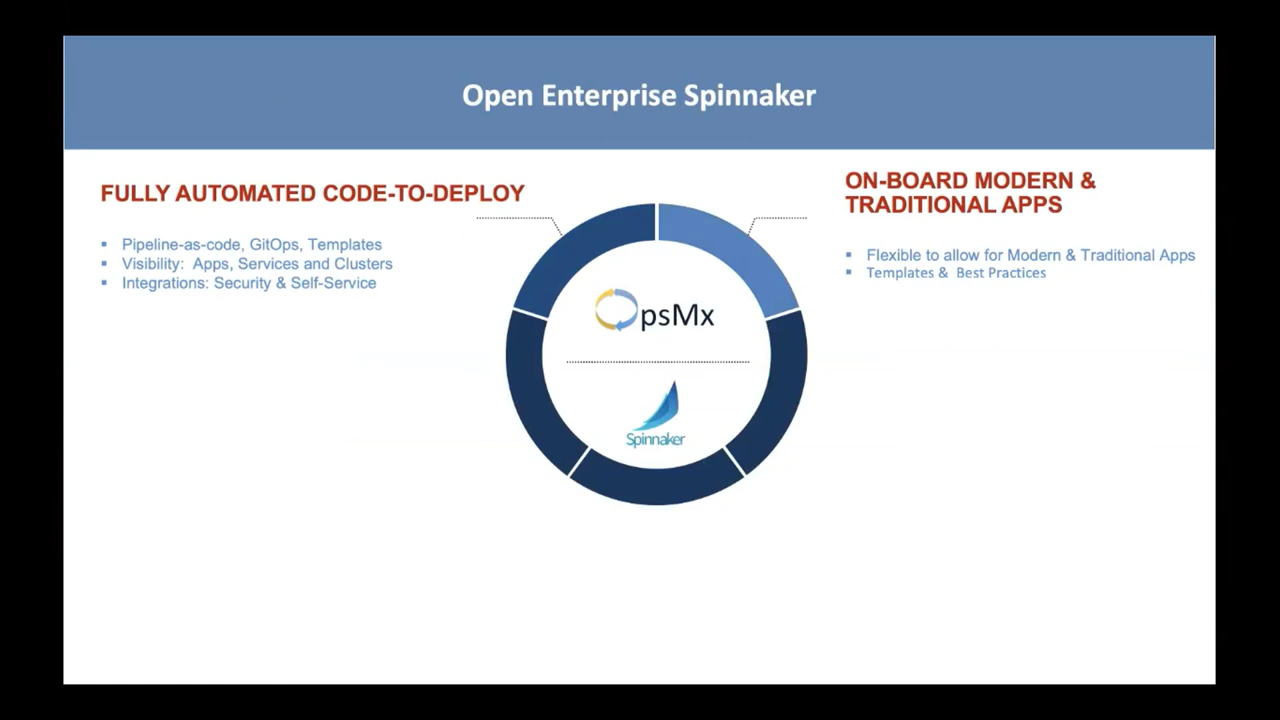 Open Enterprise Spinnaker
FULLY AUTOMATED CODE-TO-DEPLOY
▪ Pipeline-as-code, GitOps, Templates
▪ Visibility:  Apps, Services and Clusters
▪ Integrations: Security & Self-Service
ON-BOARD MODERN &
TRADITIONAL APPS
▪ Flexible to allow for Modern & Traditional Apps
▪ Templates &  Best Practices
OpsMx
Spinnaker